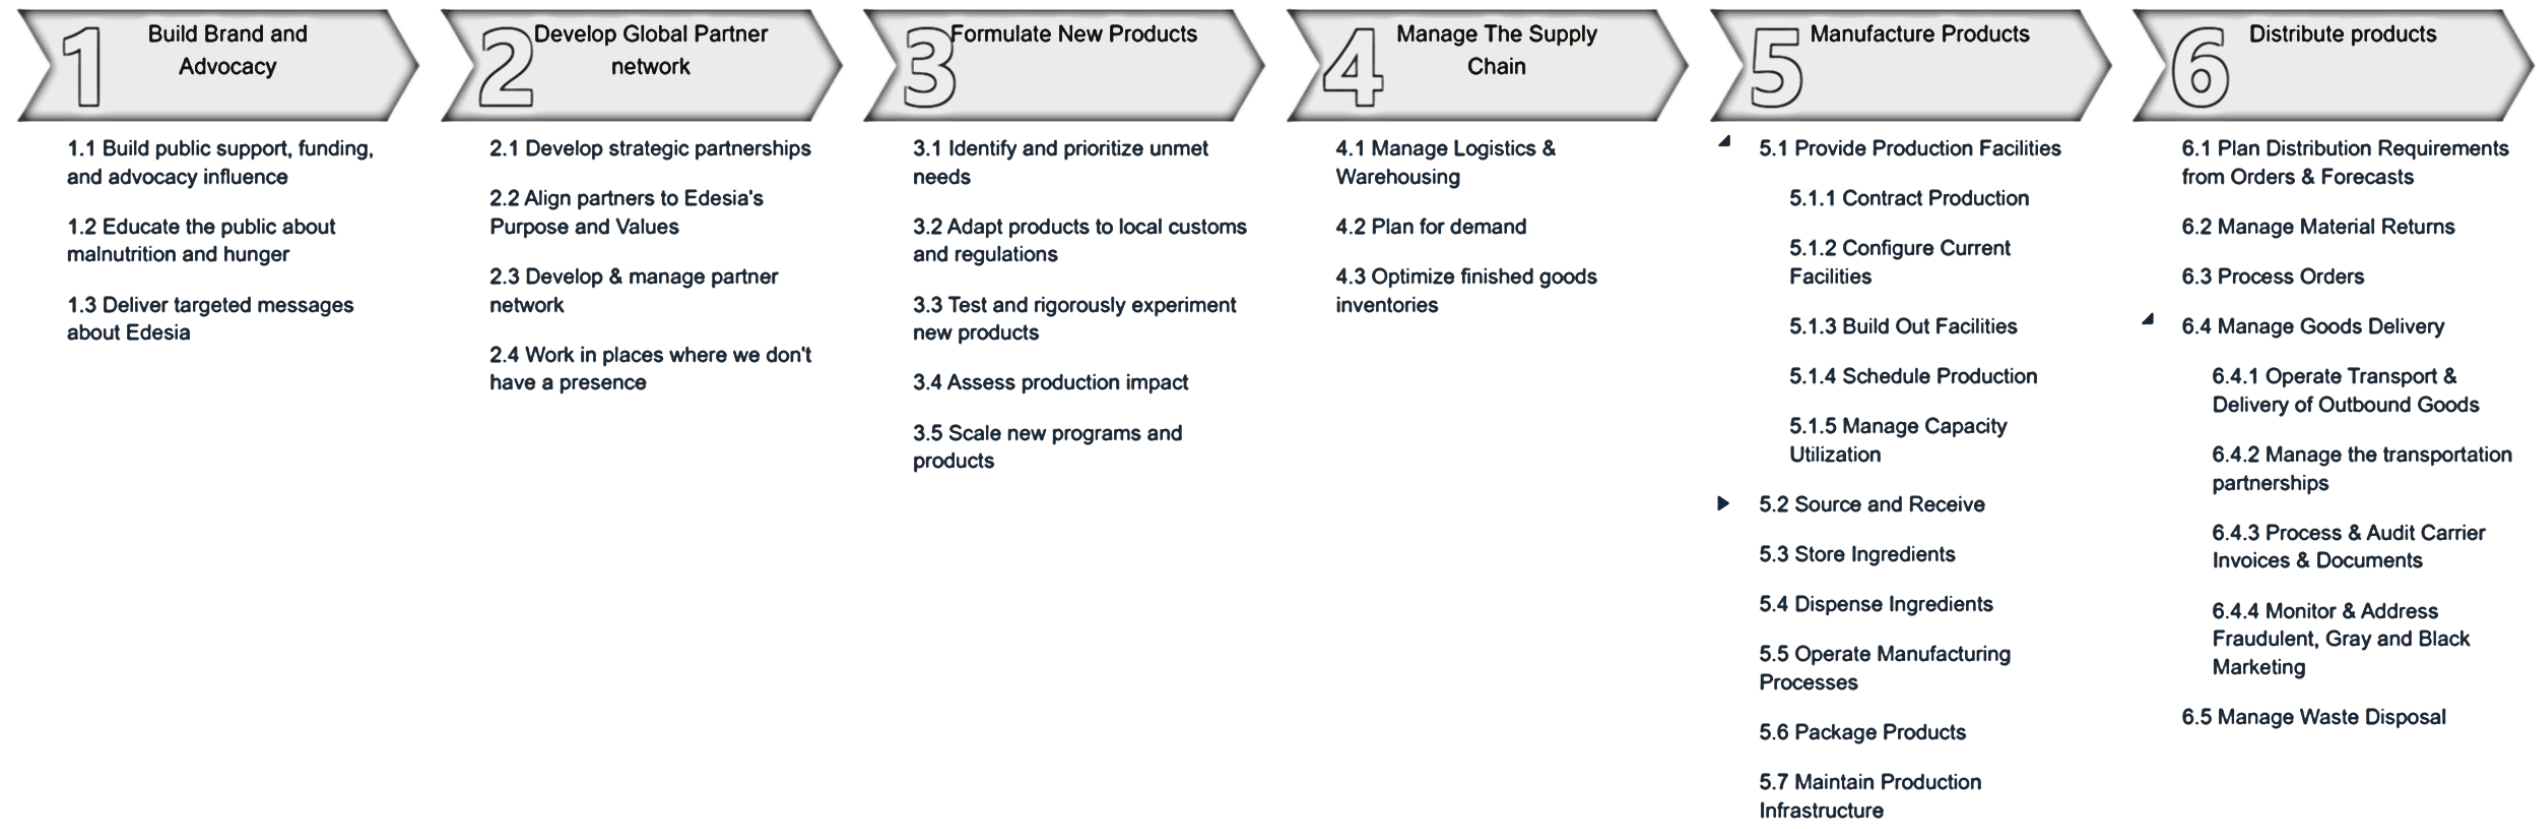 1
Build Brand and
Advocacy
1.1 Build public support, funding,
and advocacy influence
1.2 Educate the public about
malnutrition and hunger
1.3 Deliver targeted messages
about Edesia
2
Develop Global Partner
network
2.1 Develop strategic partnerships
2.2 Align partners to Edesia's
Purpose and Values
2.3 Develop & manage partner
network
2.4 Work in places where we don't
have a presence
3
Formulate New Products
3.1 Identify and prioritize unmet
needs
3.2 Adapt products to local customs
and regulations
3.3 Test and rigorously experiment
new products
3.4 Assess production impact
3.5 Scale new programs and
products
4
Manage The Supply
Chain
4.1 Manage Logistics &
Warehousing
4.2 Plan for demand
4.3 Optimize finished goods
inventories
5
Manufacture Products
5.1 Provide Production Facilities
5.1.1 Contract Production
5.1.2 Configure Current
Facilities
5.1.3 Build Out Facilities
5.1.4 Schedule Production
5.1.5 Manage Capacity
Utilization
5.2 Source and Receive
5.3 Store Ingredients
5.4 Dispense Ingredients
5.5 Operate Manufacturing
Processes
5.6 Package Products
5.7 Maintain Production
Infrastructure
6
Distribute products
6.1 Plan Distribution Requirements
from Orders & Forecasts
6.2 Manage Material Returns
6.3 Process Orders
6.4 Manage Goods Delivery
6.4.1 Operate Transport &
Delivery of Outbound Goods
6.4.2 Manage the transportation
partnerships
6.4.3 Process & Audit Carrier
Invoices & Documents
6.4.4 Monitor & Address
Fraudulent, Gray and Black
Marketing
6.5 Manage Waste Disposal